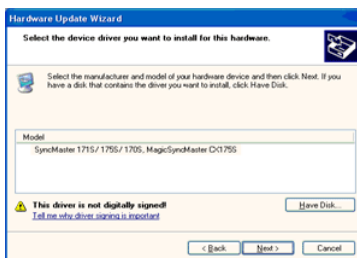 Hardware Update Wizard
Select the device driver you want to install for this hardware.
Select the manufacturer and model of your hardware device and then click Next. If you
have a disk that contains the driver you want to install, click Have Disk.
Model
SyncMaster 171S/ 175S/ 170S, MagicSyncMaster CX175S
This driver is not digitally signed!
Have Disk...
Tell me why driver signing is important
< Back
Next >
Cancel